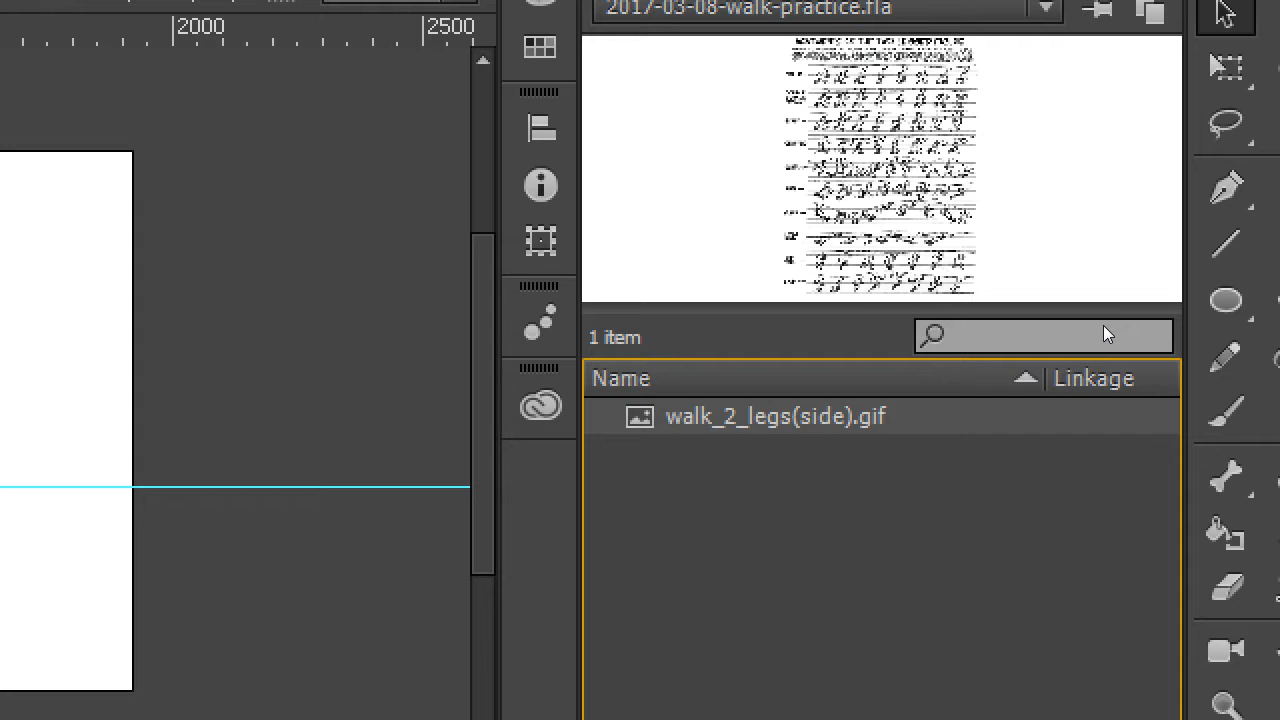 2017-03-08-walk-practice.fla
2000
2500
1 item
Name
Linkage
walk_2_legs(side).gif